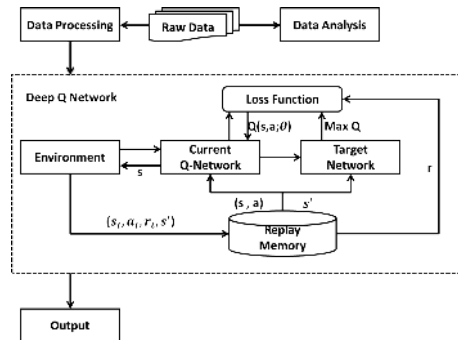 Data Processing
Raw Data
Data Analysis
Deep Q Network
Loss Function
Q(s,a;θ)
Max Q
Environment
s
Current
Q-Network
Target
Network
r
(s , a)
s'
(sₜ, aₜ, rₜ, s')
Replay
Memory
Output